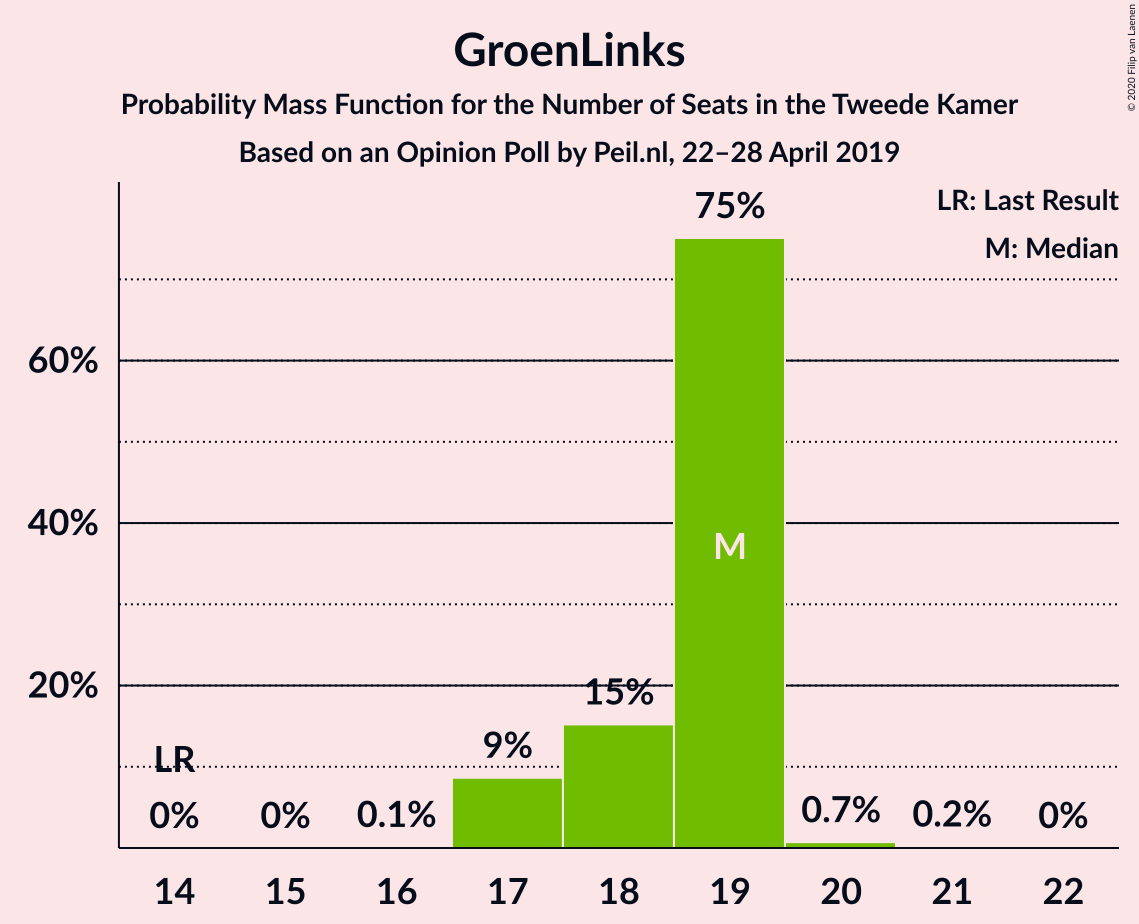 GroenLinks
Probability Mass Function for the Number of Seats in the Tweede Kamer
Based on an Opinion Poll by Peil.nl, 22–28 April 2019
© 2020 Filip van Laenen
LR: Last Result
M: Median
60%
40%
20%
LR
0%
0%
0.1%
9%
15%
75%
M
0.7%
0.2%
0%
14 15 16 17 18 19 20 21 22